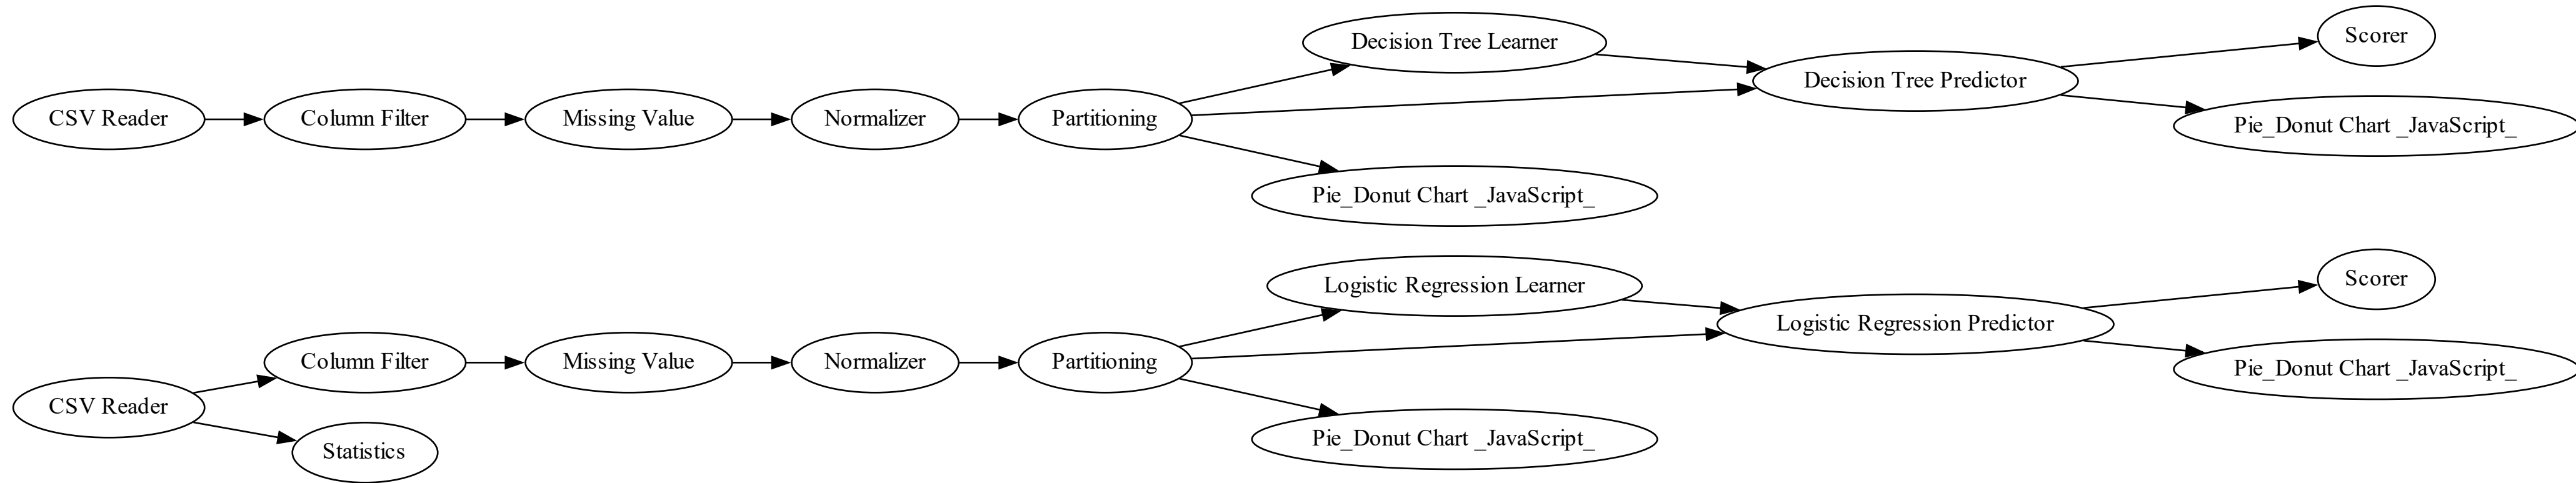 CSV Reader
Column Filter
Missing Value
Normalizer
Partitioning
Decision Tree Learner
Decision Tree Predictor
Scorer
Pie_Donut Chart _JavaScript_
Pie_Donut Chart _JavaScript_
CSV Reader
Column Filter
Missing Value
Normalizer
Partitioning
Logistic Regression Learner
Logistic Regression Predictor
Scorer
Pie_Donut Chart _JavaScript_
Pie_Donut Chart _JavaScript_
Statistics